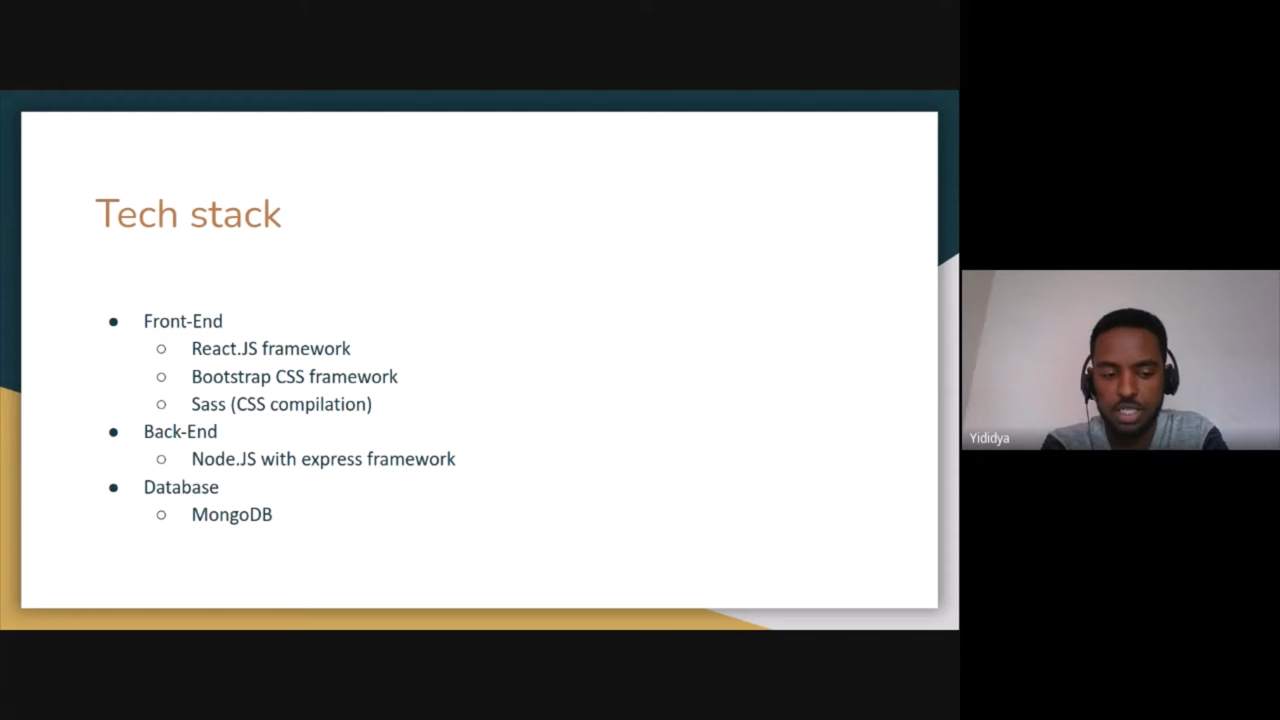 Tech stack
Front-End
React.JS framework
Bootstrap CSS framework
Sass (CSS compilation)
Back-End
Node.JS with express framework
Database
MongoDB
Yididya